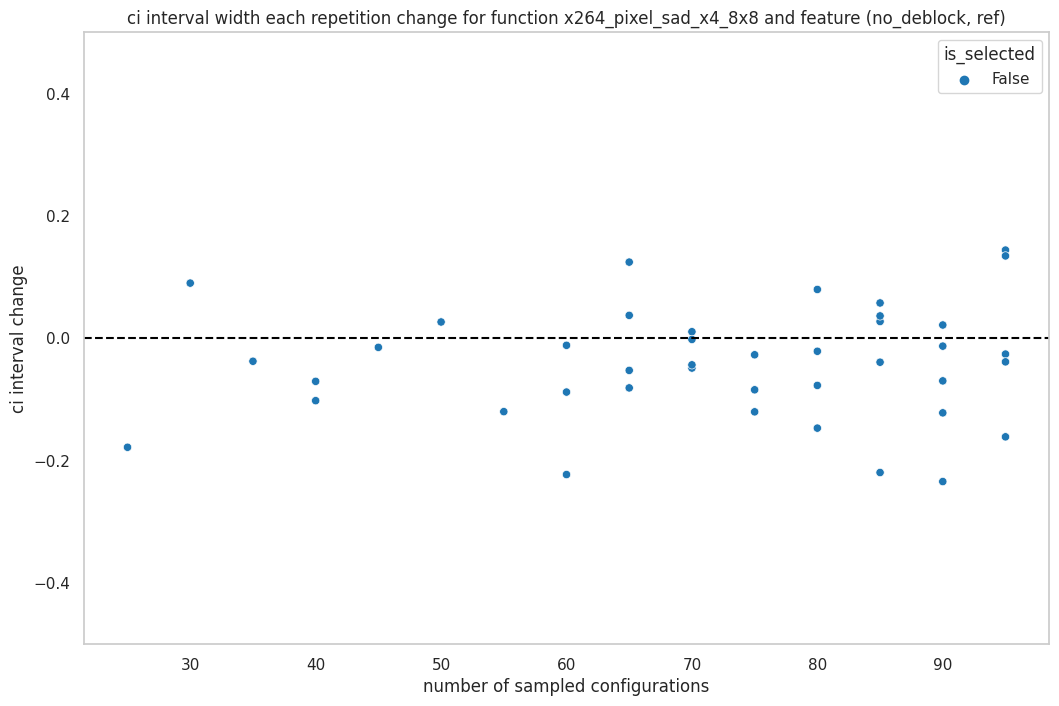 ci interval width each repetition change for function x264_pixel_sad_x4_8x8 and feature (no_deblock, ref)
is_selected
False
ci interval change
0.4
0.2
0.0
−0.2
−0.4
30 40 50 60 70 80 90
number of sampled configurations